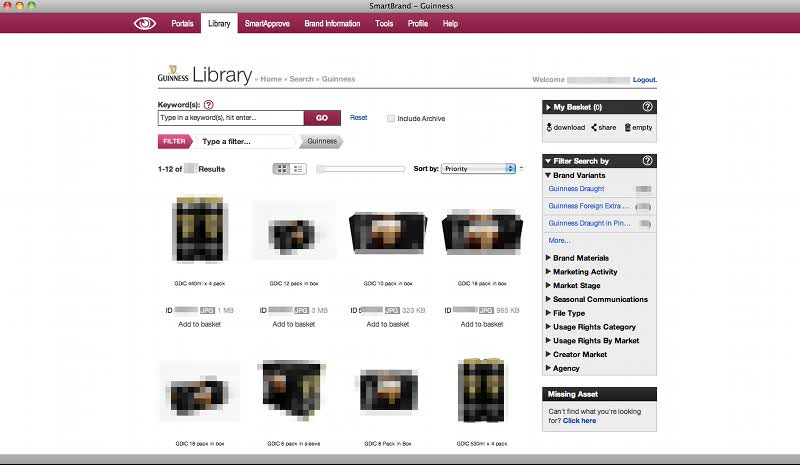 SmartBrand – Guinness
Portals Library SmartApprove Brand Information Tools Profile Help
GUINNESS Library » Home » Search » Guinness
Welcome Logout.
Keyword(s): ?
Type in a keyword(s), hit enter... GO Reset Include Archive
FILTER Type a filter... Guinness
1-12 of Results Sort by: Priority
GDIC 440ml x 4 pack GDIC 12 pack in box GDIC 10 pack in box GDIC 18 pack in box
ID JPG 1 MB ID JPG 3 MB ID JPG 323 KB ID JPG 965 KB
Add to basket Add to basket Add to basket Add to basket
GDIC 18 pack in box GDIC 6 pack in sleeve GDIC 8 Pack in Box GDIC 530ml x 4 pack
My Basket (0) ?
download share empty
Filter Search by ?
Brand Variants
Guinness Draught
Guinness Foreign Extra ...
Guinness Draught in Pin...
More...
Brand Materials
Marketing Activity
Market Stage
Seasonal Communications
File Type
Usage Rights Category
Usage Rights By Market
Creator Market
Agency
Missing Asset
Can't find what you're looking
for? Click here